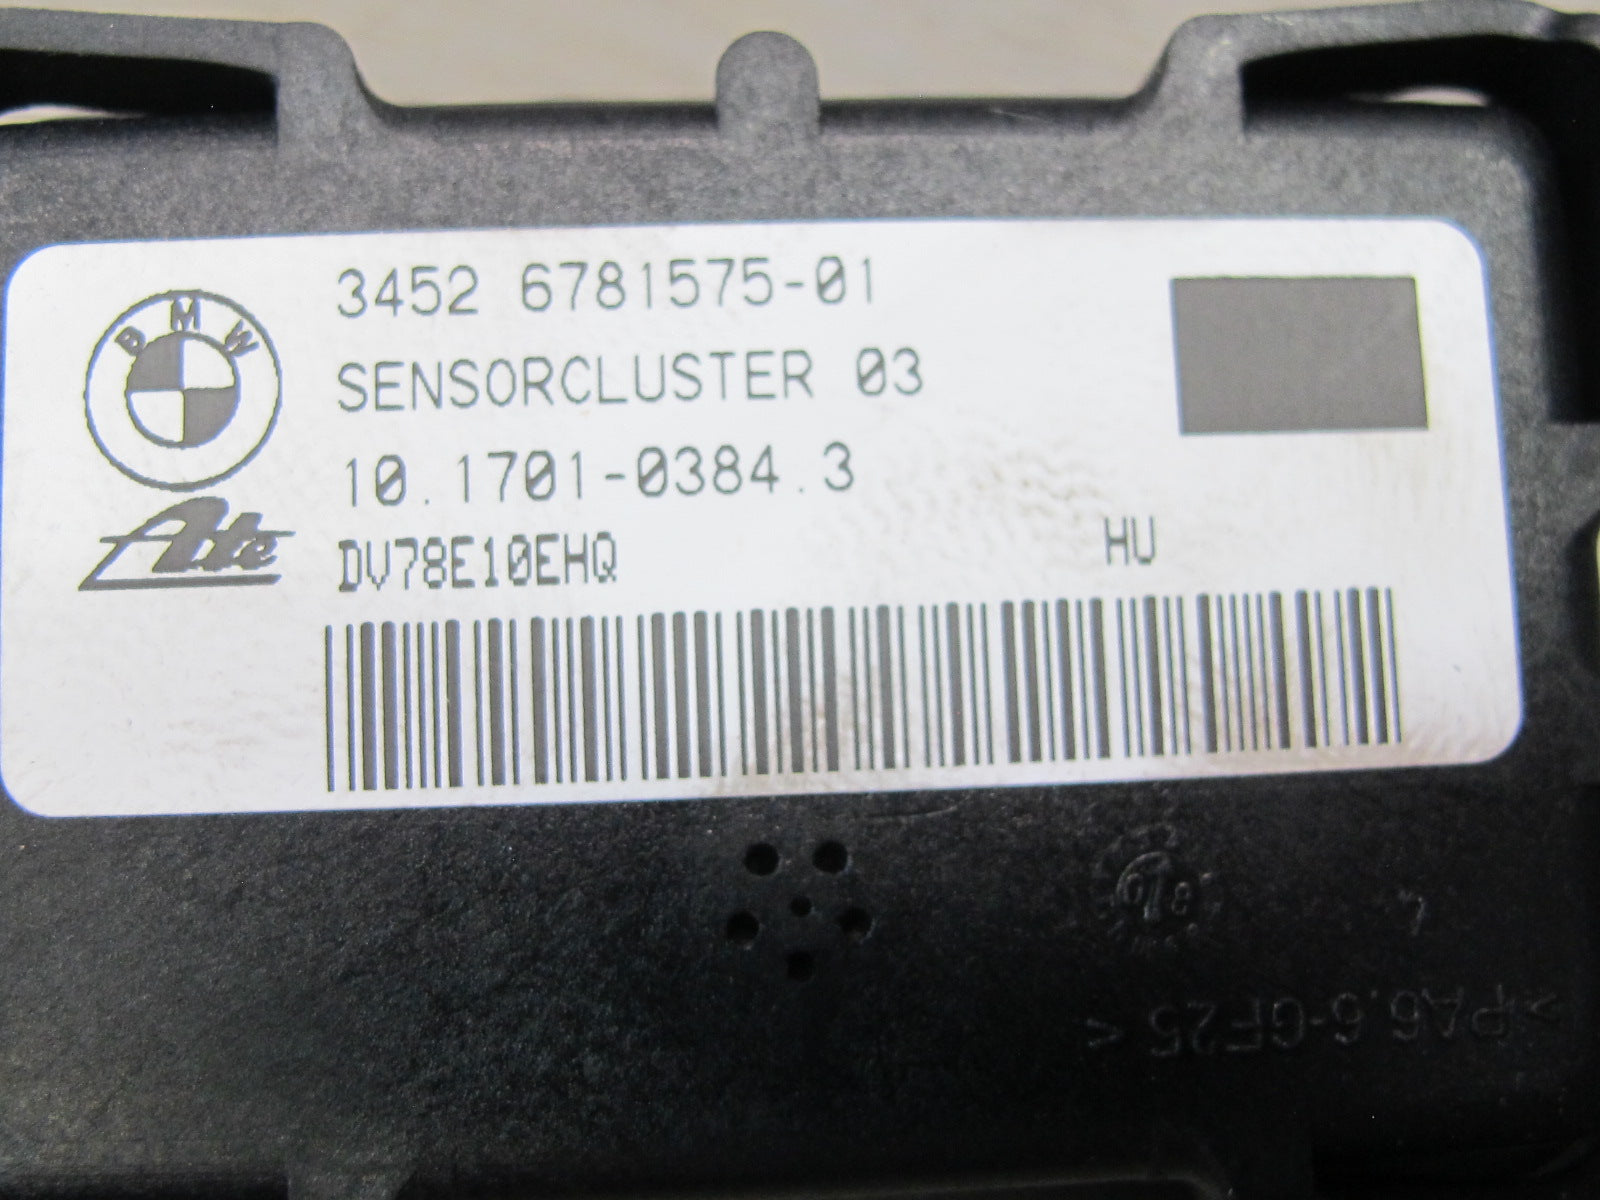 3452 6781575-01
BMW
SENSORCLUSTER 03
10.1701-0384.3
Ate
DV78E10EHQ
HU
>PA6.6-GF25<